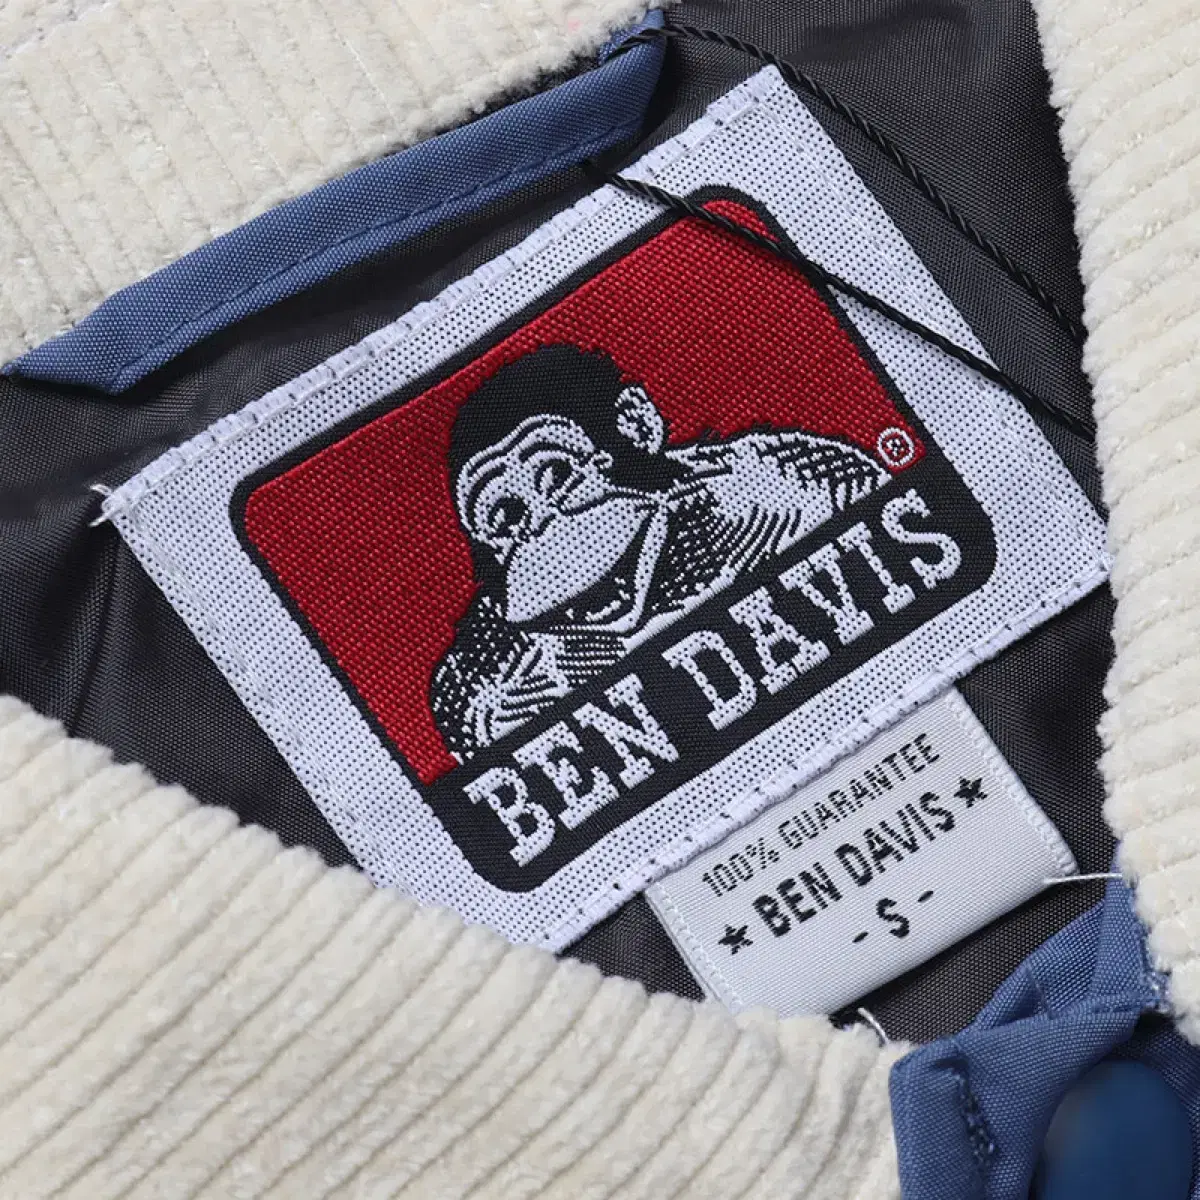 ®
BEN DAVIS
100% GUARANTEE
★ BEN DAVIS ★
- S -